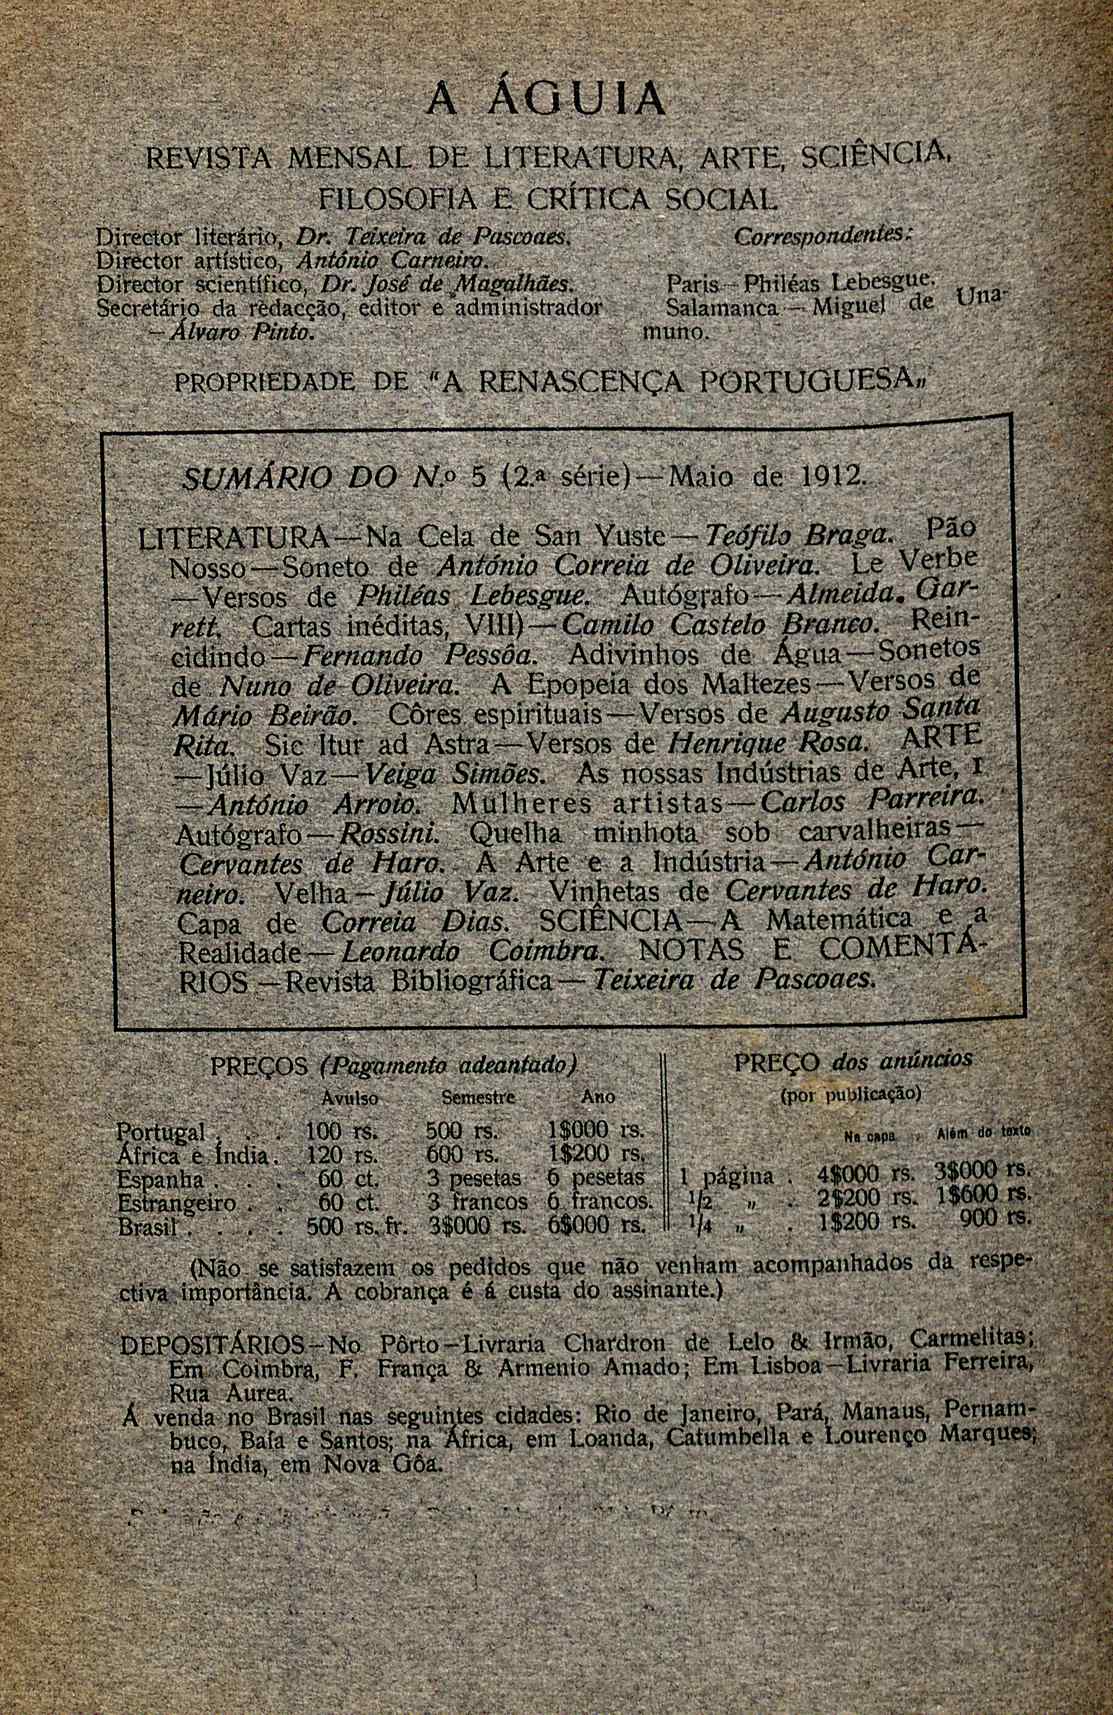 A ÁGUIA
REVISTA MENSAL DE LITERATURA, ARTE, SCIÊNCIA,
FILOSOFIA E CRÍTICA SOCIAL
Director literário, Dr. Teixeira de Pascoaes.
Director artístico, António Carneiro.
Director scientífico, Dr. José de Magalhães.
Secretário da redacção, editor e administrador
—Álvaro Pinto.
Correspondentes:
Paris—Philéas Lebesgue.
Salamanca—Miguel de Una-
muno.
PROPRIEDADE DE "A RENASCENÇA PORTUGUESA„
SUMÁRIO DO N.º 5 (2.ª série)—Maio de 1912.
LITERATURA—Na Cela de San Yuste—Teófilo Braga. Pão
Nosso—Soneto de António Correia de Oliveira. Le Verbe
—Versos de Philéas Lebesgue. Autógrafo—Almeida. Gar-
rett. Cartas inéditas, VIII)—Camilo Castelo Branco. Rein-
cidindo—Fernando Pessôa. Adivinhos de Água—Sonetos
de Nuno de Oliveira. A Epopeia dos Maltezes—Versos de
Mário Beirão. Côres espirituais—Versos de Augusto Santa
Rita. Sic Itur ad Astra—Versos de Henrique Rosa. ARTE
—Júlio Vaz—Veiga Simões. As nossas Indústrias de Arte, I
—António Arroio. Mulheres artistas—Carlos Parreira.
Autógrafo—Rossini. Quelha minhota sob carvalheiras—
Cervantes de Haro. A Arte e a Indústria—António Car-
neiro. Velha—Júlio Vaz. Vinhetas de Cervantes de Haro.
Capa de Correia Dias. SCIÊNCIA—A Matemática e a
Realidade—Leonardo Coimbra. NOTAS E COMENTÁ-
RIOS—Revista Bibliográfica—Teixeira de Pascoaes.
PREÇOS (Pagamento adeantado)
Avulso Semestre Ano
Portugal . . . 100 rs. 500 rs. 1$000 rs.
África e Índia. 120 rs. 600 rs. 1$200 rs.
Espanha . . . 60 ct. 3 pesetas 6 pesetas
Estrangeiro . . 60 ct. 3 francos 6 francos.
Brasil . . . . 500 rs. fr. 3$000 rs. 6$000 rs.
PREÇO dos anúncios
(por publicação)
Na capa Além do texto
1 página . 4$000 rs. 3$000 rs.
1/2 „ . 2$200 rs. 1$600 rs.
1/4 „ . 1$200 rs. 900 rs.
(Não se satisfazem os pedidos que não venham acompanhados da respe-
ctiva importância. A cobrança é á custa do assinante.)
DEPOSITÁRIOS—No Pôrto—Livraria Chardron de Lelo & Irmão, Carmelitas;
Em Coimbra, F. França & Armenio Amado; Em Lisboa—Livraria Ferreira,
Rua Aurea.
Á venda no Brasil nas seguintes cidades: Rio de Janeiro, Pará, Manaus, Pernam-
buco, Baía e Santos; na África, em Loanda, Catumbella e Lourenço Marques;
na Índia, em Nova Gôa.